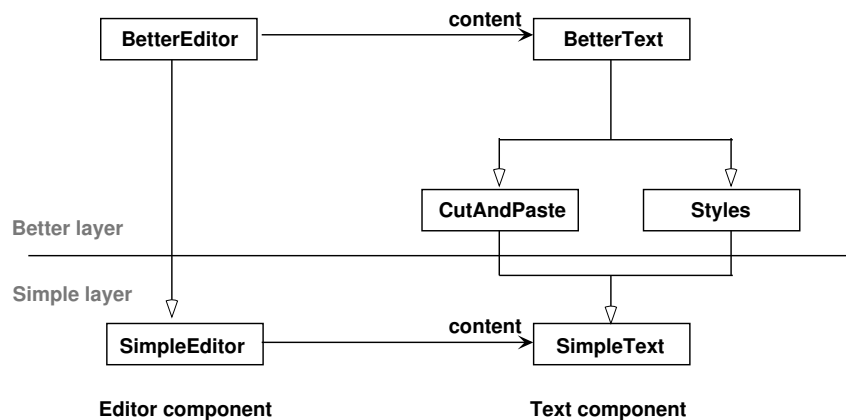 content
BetterEditor
BetterText
CutAndPaste
Styles
Better layer
Simple layer
content
SimpleEditor
SimpleText
Editor component
Text component